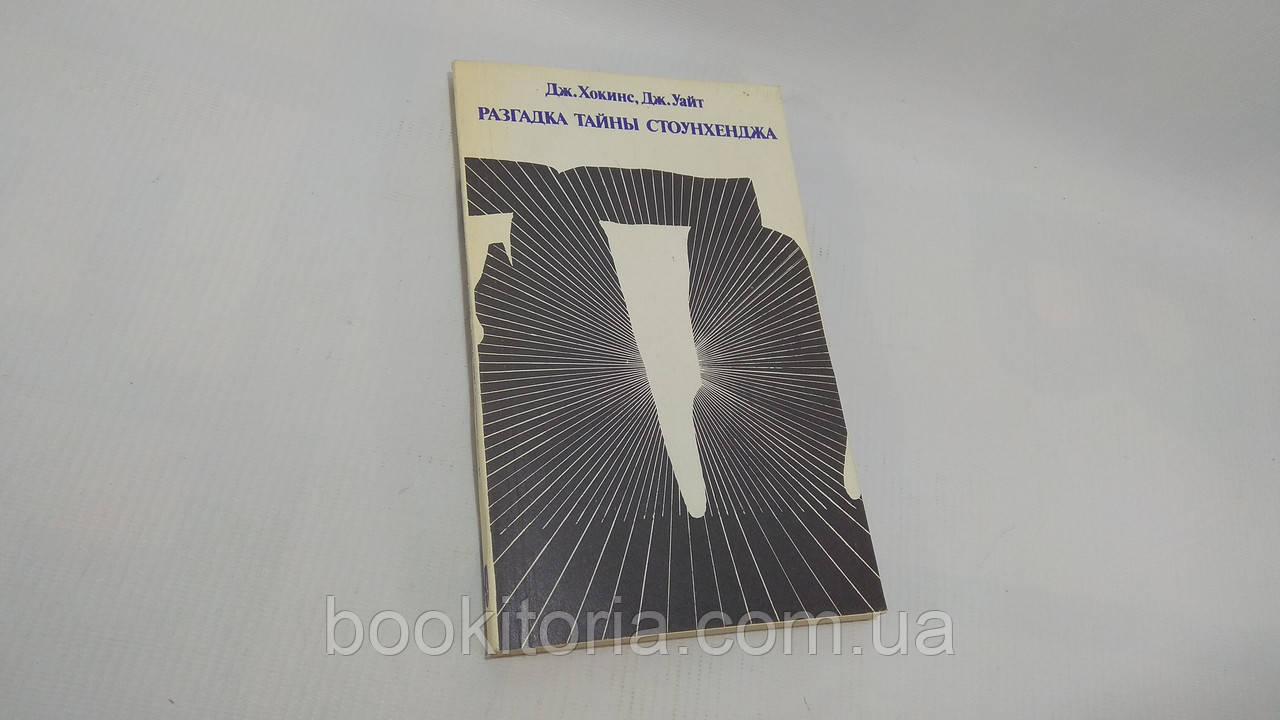 Дж. Хокинс, Дж. Уайт
РАЗГАДКА ТАЙНЫ СТОУНХЕНДЖА
bookitoria.com.ua